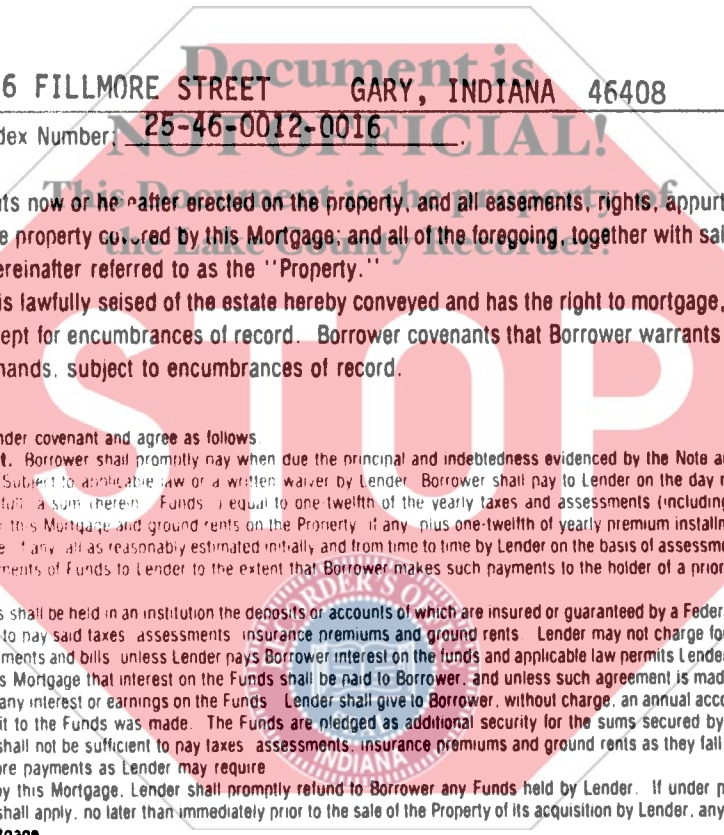 Document is
6 FILLMORE STREET GARY, INDIANA 46408
NOT OFFICIAL!
dex Number: 25-46-0012-0016.
This Document is the property of
the Lake County Recorder!
ts now or hereafter erected on the property, and all easements, rights, appurt
e property covered by this Mortgage; and all of the foregoing, together with sai
ereinafter referred to as the "Property."
is lawfully seised of the estate hereby conveyed and has the right to mortgage,
ept for encumbrances of record. Borrower covenants that Borrower warrants
mands, subject to encumbrances of record.
STOP
nder covenant and agree as follows.
t. Borrower shall promptly pay when due the principal and indebtedness evidenced by the Note a
Subject to applicable law or a written waiver by Lender Borrower shall pay to Lender on the day
full a sum (herein Funds ) equal to one-twelfth of the yearly taxes and assessments (including
this Mortgage and ground rents on the Property if any plus one-twelfth of yearly premium install
e if any all as reasonably estimated initially and from time to time by Lender on the basis of assessm
ments of Funds to Lender to the extent that Borrower makes such payments to the holder of a prior
s shall be held in an institution the deposits or accounts of which are insured or guaranteed by a Feder
to pay said taxes assessments insurance premiums and ground rents Lender may not charge fo
ments and bills unless Lender pays Borrower interest on the funds and applicable law permits Lende
s Mortgage that interest on the Funds shall be paid to Borrower, and unless such agreement is mad
any interest or earnings on the Funds Lender shall give to Borrower, without charge, an annual acco
it to the Funds was made. The Funds are pledged as additional security for the sums secured by
shall not be sufficient to pay taxes assessments, insurance premiums and ground rents as they fall
re payments as Lender may require
by this Mortgage, Lender shall promptly refund to Borrower any Funds held by Lender. If under p
shall apply, no later than immediately prior to the sale of the Property of its acquisition by Lender, any
INDIANA